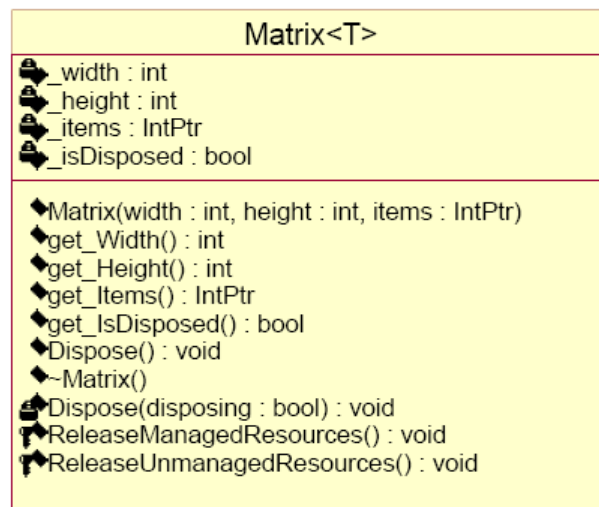 Matrix<T>
_width : int
_height : int
_items : IntPtr
_isDisposed : bool
Matrix(width : int, height : int, items : IntPtr)
get_Width() : int
get_Height() : int
get_Items() : IntPtr
get_IsDisposed() : bool
Dispose() : void
~Matrix()
Dispose(disposing : bool) : void
ReleaseManagedResources() : void
ReleaseUnmanagedResources() : void